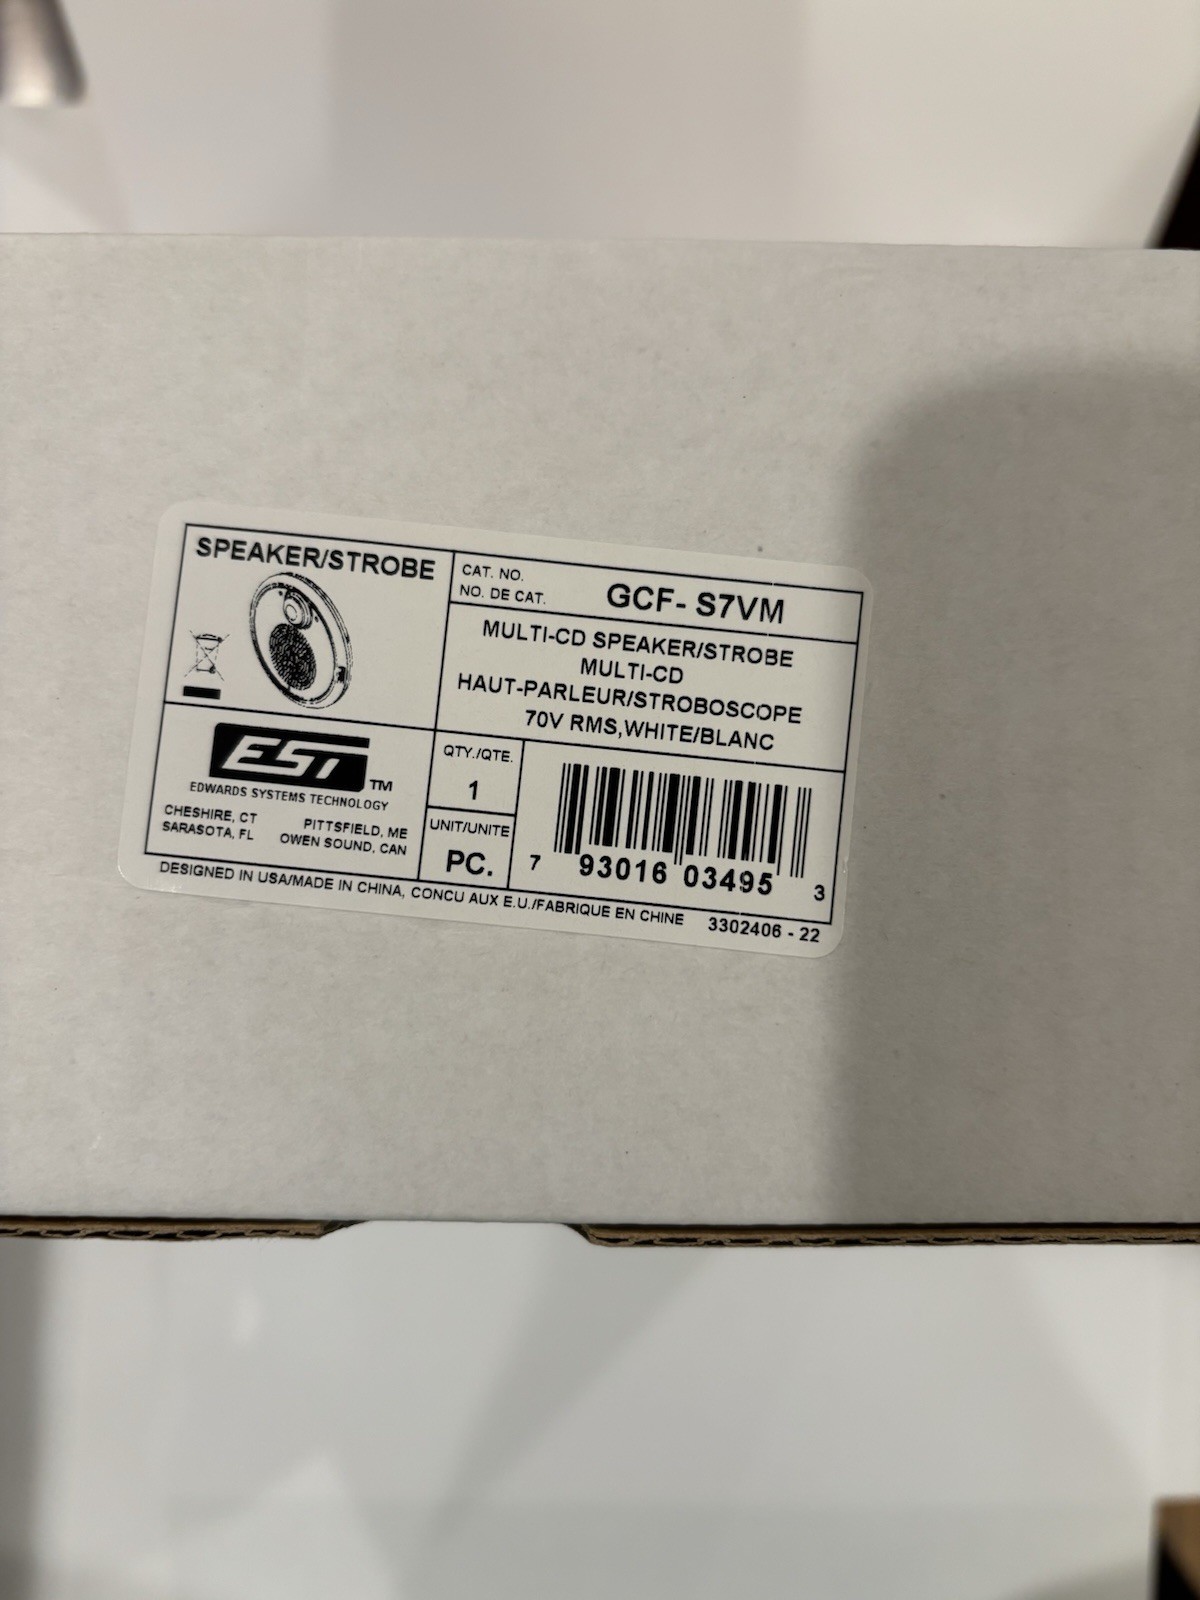 SPEAKER/STROBE
CAT. NO.
NO. DE CAT.
GCF- S7VM
MULTI-CD SPEAKER/STROBE
MULTI-CD
HAUT-PARLEUR/STROBOSCOPE
70V RMS,WHITE/BLANC
EST TM
EDWARDS SYSTEMS TECHNOLOGY
CHESHIRE, CT PITTSFIELD, ME
SARASOTA, FL OWEN SOUND, CAN
QTY./QTE.
1
UNIT/UNITE
PC.
7 93016 03495 3
DESIGNED IN USA/MADE IN CHINA, CONCU AUX E.U./FABRIQUE EN CHINE 3302406 - 22